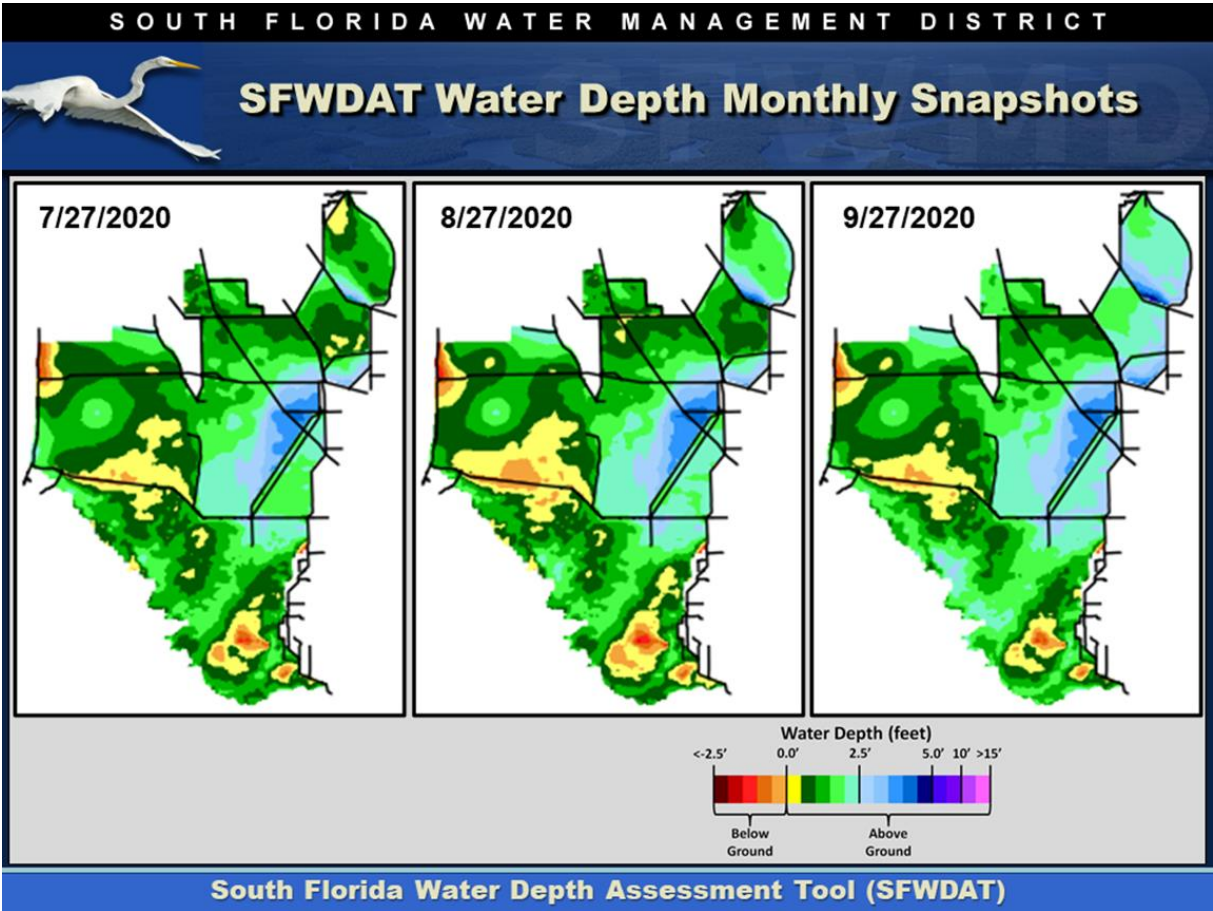 SOUTH FLORIDA WATER MANAGEMENT DISTRICT
SFWDAT Water Depth Monthly Snapshots
SFWMD
7/27/2020
8/27/2020
9/27/2020
Water Depth (feet)
<-2.5' 0.0' 2.5' 5.0' 10' >15'
Below Ground
Above Ground
South Florida Water Depth Assessment Tool (SFWDAT)